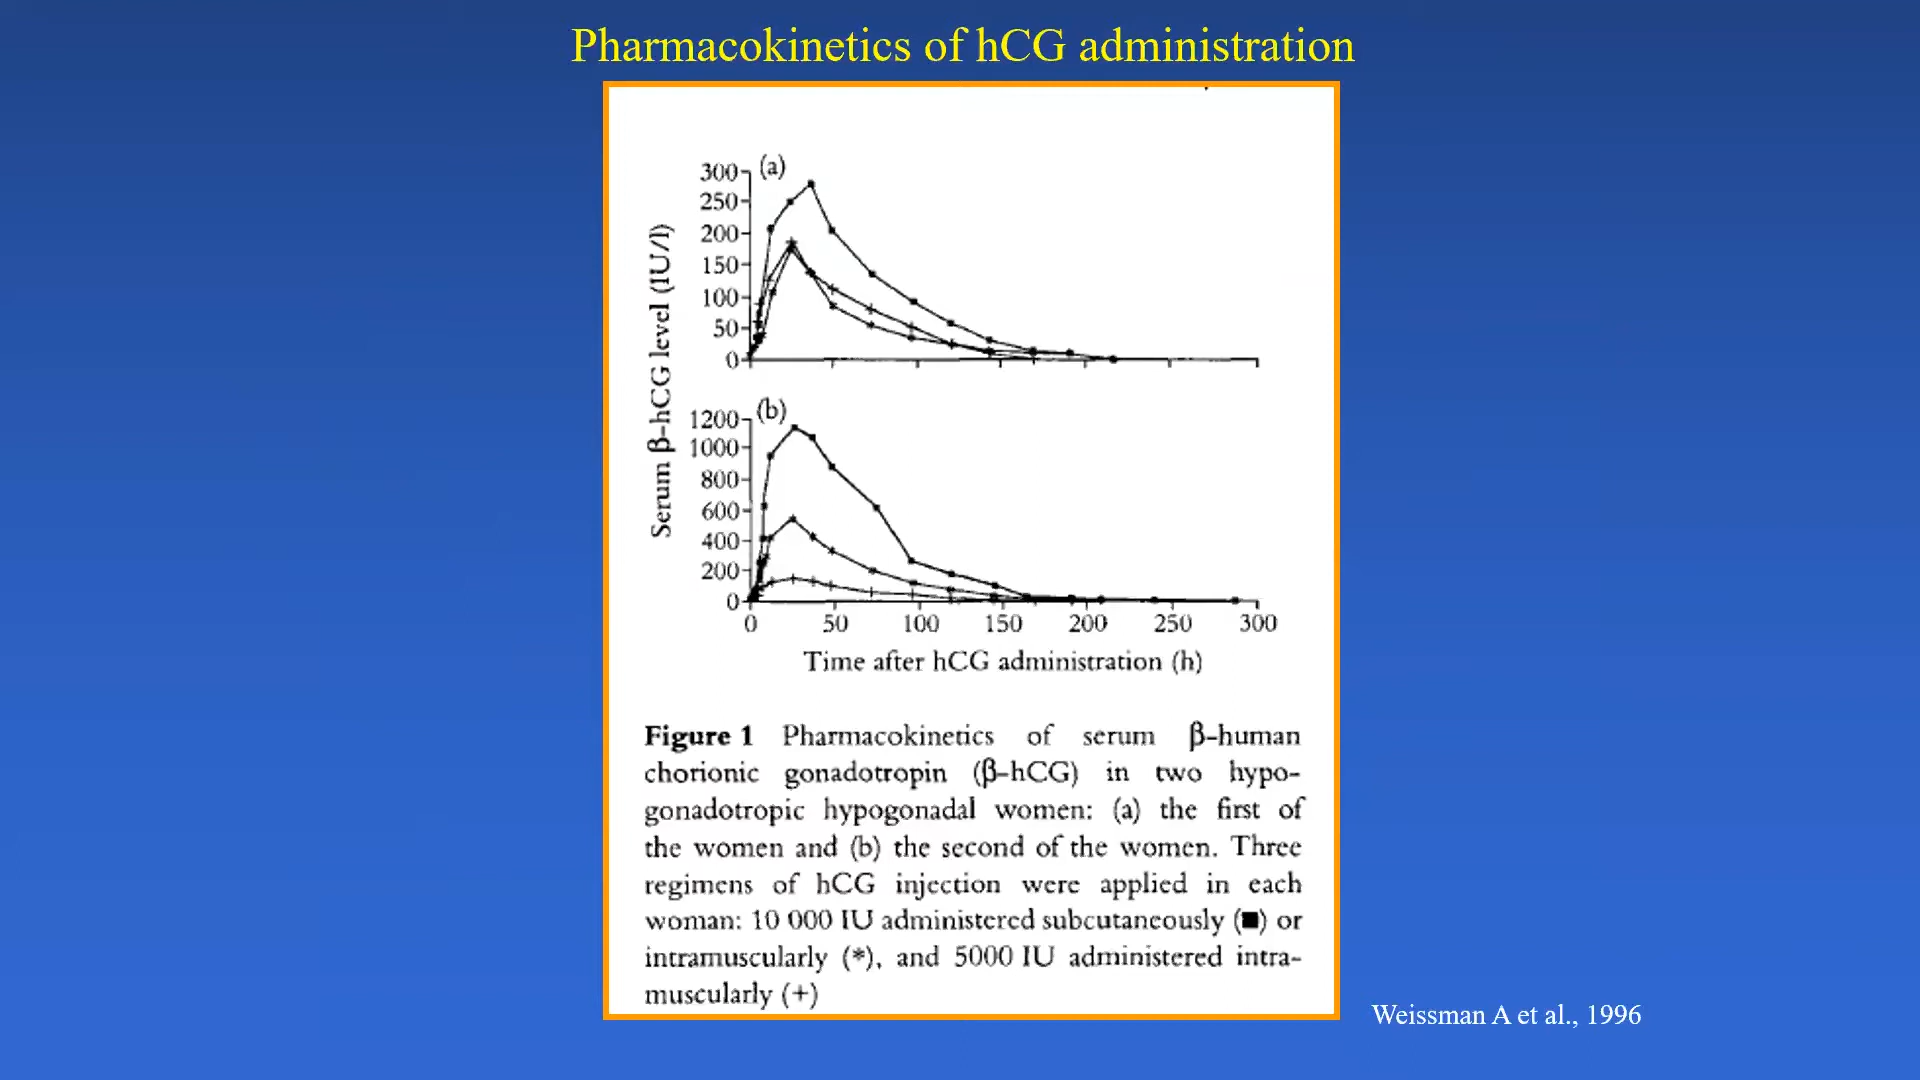 Pharmacokinetics of hCG administration
(a)
300
250
200
150
100
50
0
Serum β-hCG level (IU/l)
(b)
1200
1000
800
600
400
200
0
0 50 100 150 200 250 300
Time after hCG administration (h)
Figure 1 Pharmacokinetics of serum β-human
chorionic gonadotropin (β-hCG) in two hypo-
gonadotropic hypogonadal women: (a) the first of
the women and (b) the second of the women. Three
regimens of hCG injection were applied in each
woman: 10 000 IU administered subcutaneously (■) or
intramuscularly (*), and 5000 IU administered intra-
muscularly (+)
Weissman A et al., 1996